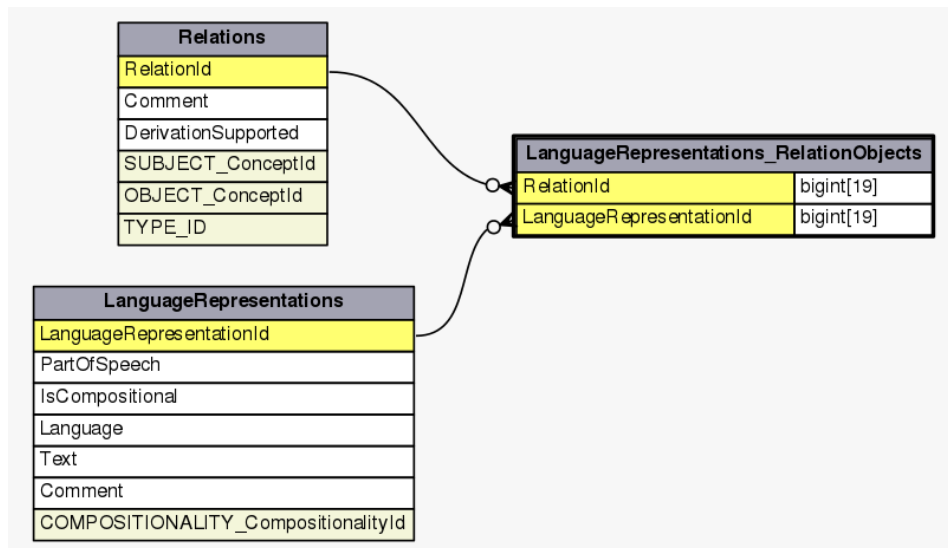 Relations
RelationId
Comment
DerivationSupported
SUBJECT_ConceptId
OBJECT_ConceptId
TYPE_ID
LanguageRepresentations_RelationObjects
RelationId bigint[19]
LanguageRepresentationId bigint[19]
LanguageRepresentations
LanguageRepresentationId
PartOfSpeech
IsCompositional
Language
Text
Comment
COMPOSITIONALITY_CompositionalityId